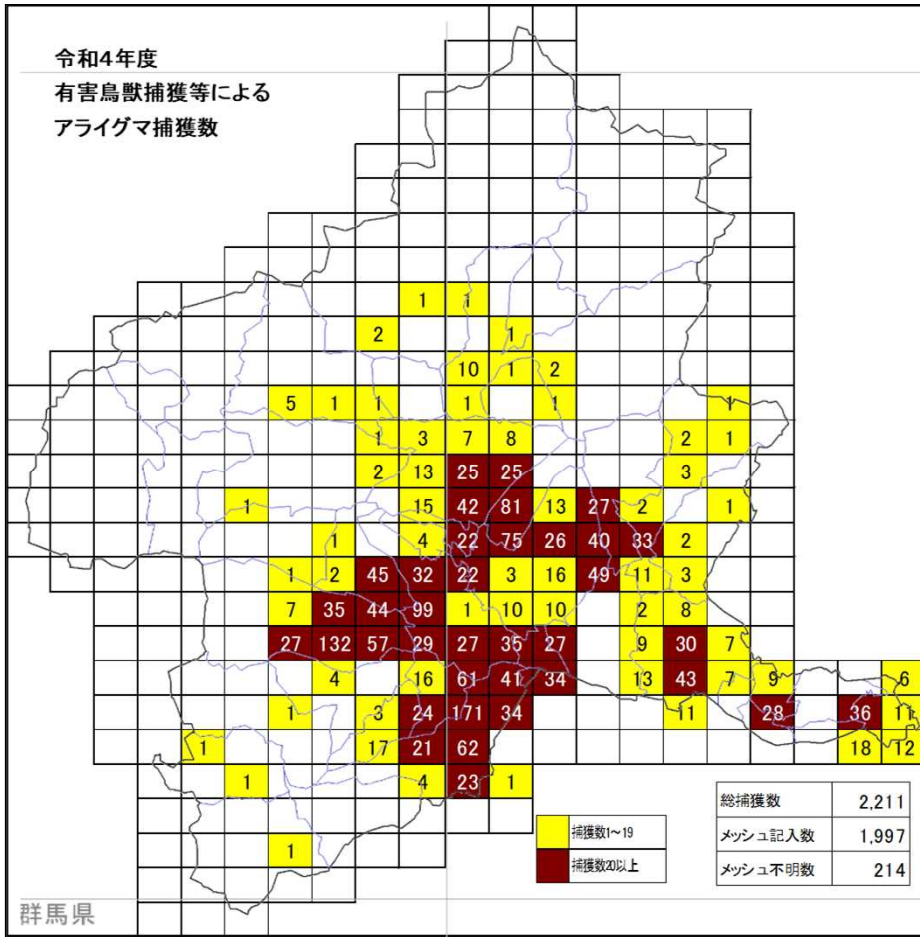 令和4年度
有害鳥獣捕獲等による
アライグマ捕獲数
1 1
2 1
10 1 2
5 1 1 1 1 1
1 3 7 8 2 1
2 13 25 25 3
1 15 42 81 13 27 2 1
1 4 22 75 26 40 33 2
1 2 45 32 22 3 16 49 11 3
7 35 44 99 1 10 10 2 8
27 132 57 29 27 35 27 9 30 7
4 16 61 41 34 13 43 7 9 6
1 3 24 171 34 11 28 36 11
1 17 21 62 18 12
1 4 23 1
1
捕獲数1～19
捕獲数20以上
総捕獲数 2,211
メッシュ記入数 1,997
メッシュ不明数 214
群馬県